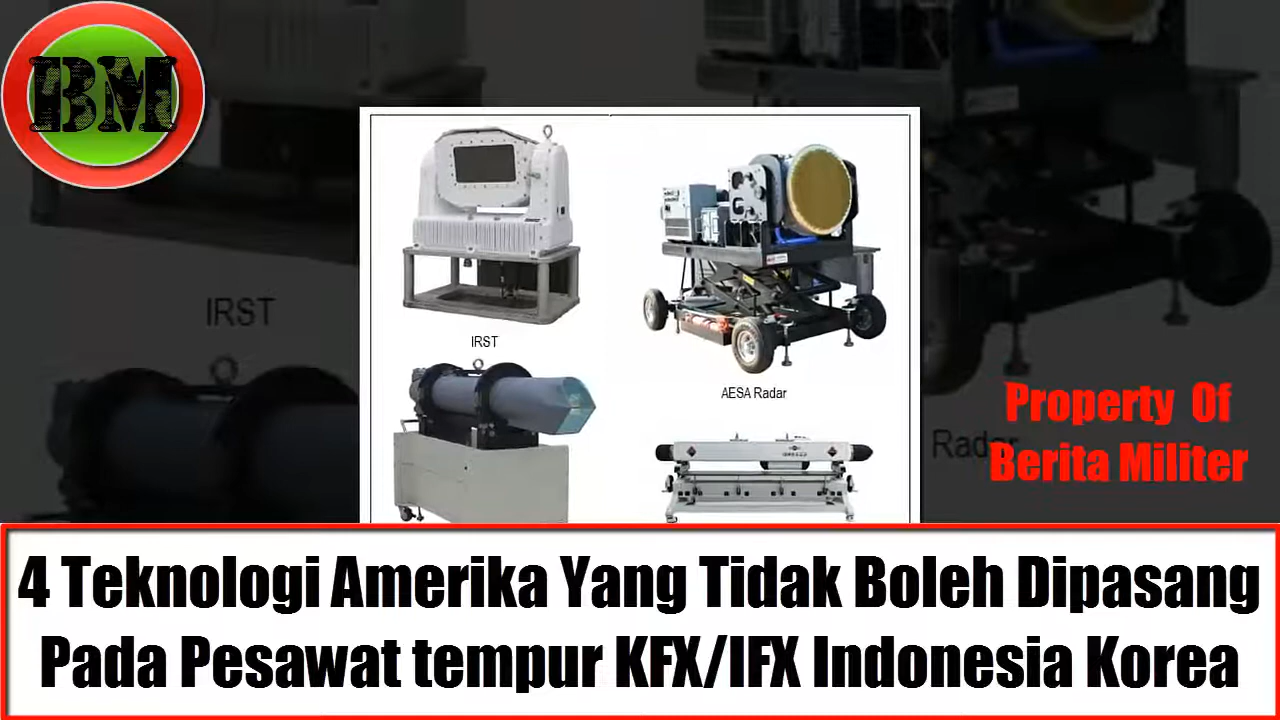 BM
IRST
IRST
AESA Radar
Property Of
Radar
Berita Militer
4 Teknologi Amerika Yang Tidak Boleh Dipasang
Pada Pesawat tempur KFX/IFX Indonesia Korea